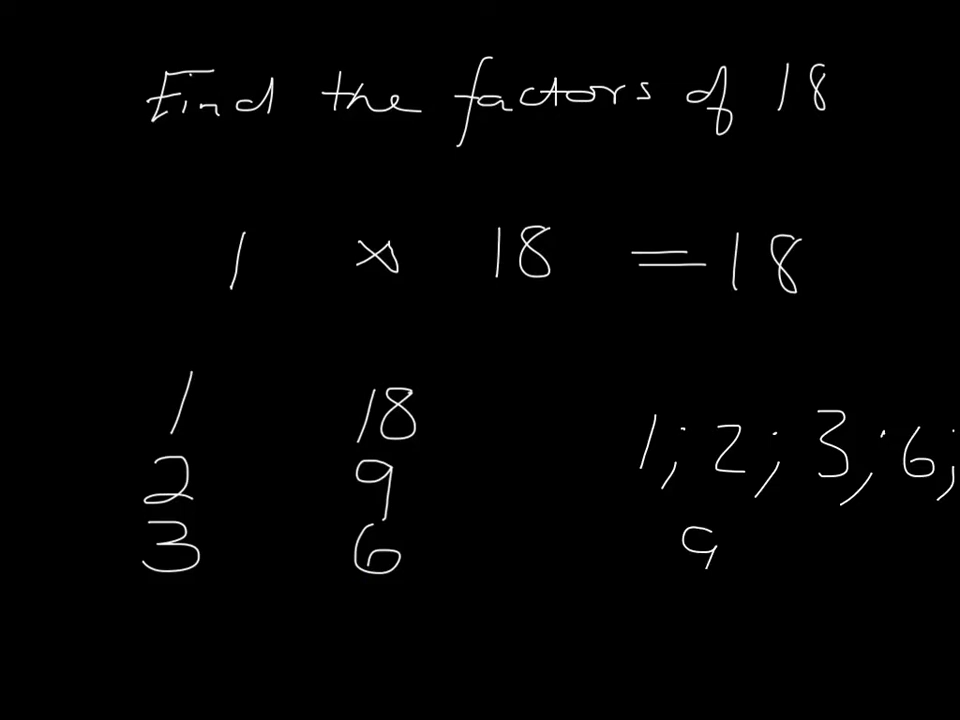 Find the factors of 18
1 × 18 = 18
1 18
2 9
3 6
1; 2; 3; 6;
9